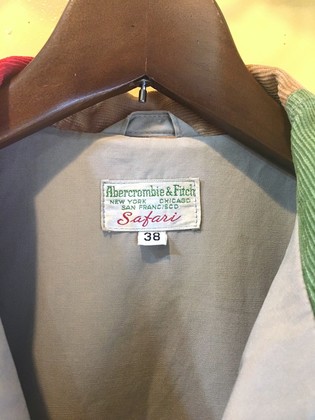 Abercrombie & Fitch
NEW YORK CHICAGO
SAN FRANCISCO
Safari
38